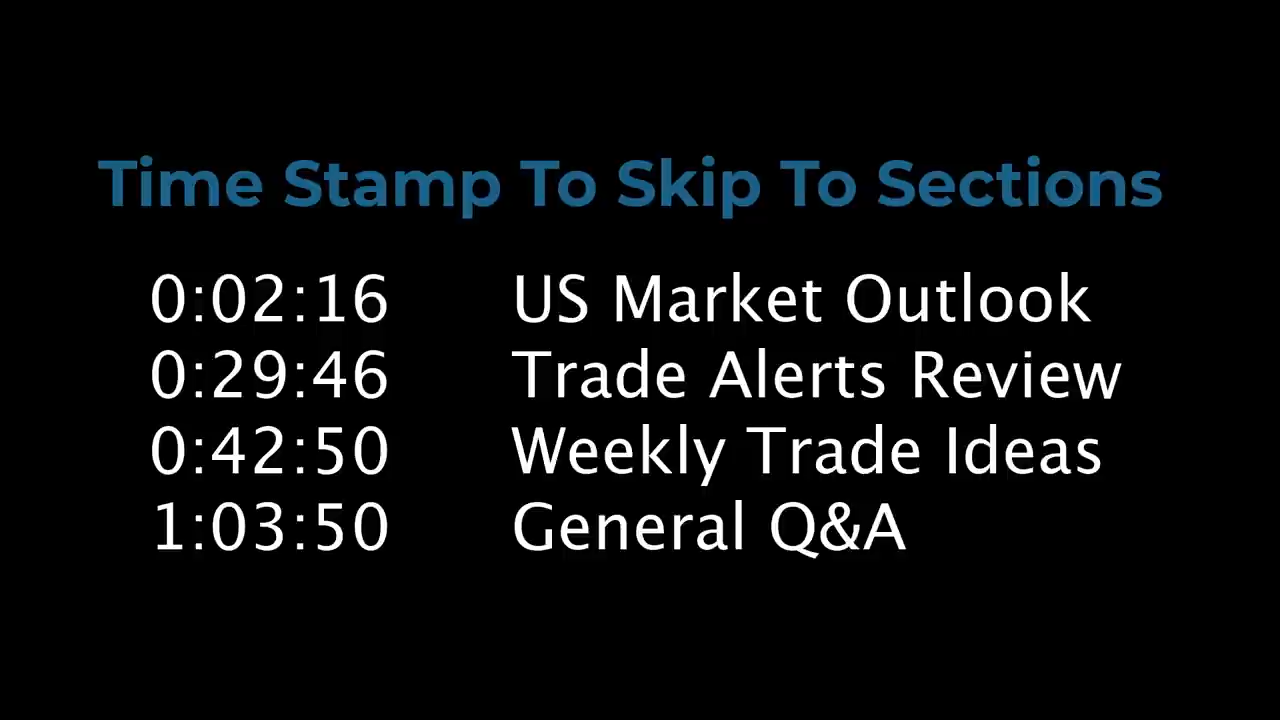 Time Stamp To Skip To Sections
0:02:16 US Market Outlook
0:29:46 Trade Alerts Review
0:42:50 Weekly Trade Ideas
1:03:50 General Q&A